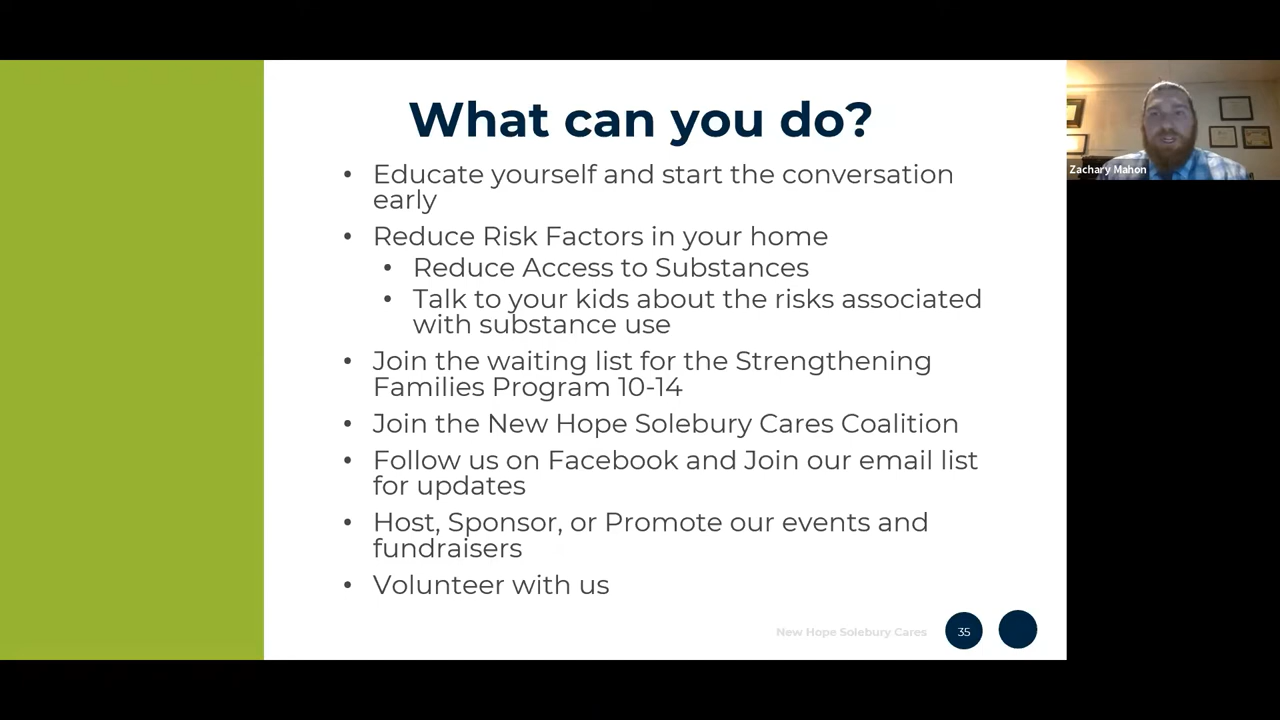 What can you do?
• Educate yourself and start the conversation
early
• Reduce Risk Factors in your home
• Reduce Access to Substances
• Talk to your kids about the risks associated
with substance use
• Join the waiting list for the Strengthening
Families Program 10-14
• Join the New Hope Solebury Cares Coalition
• Follow us on Facebook and Join our email list
for updates
• Host, Sponsor, or Promote our events and
fundraisers
• Volunteer with us
New Hope Solebury Cares
35
Zachary Mahon